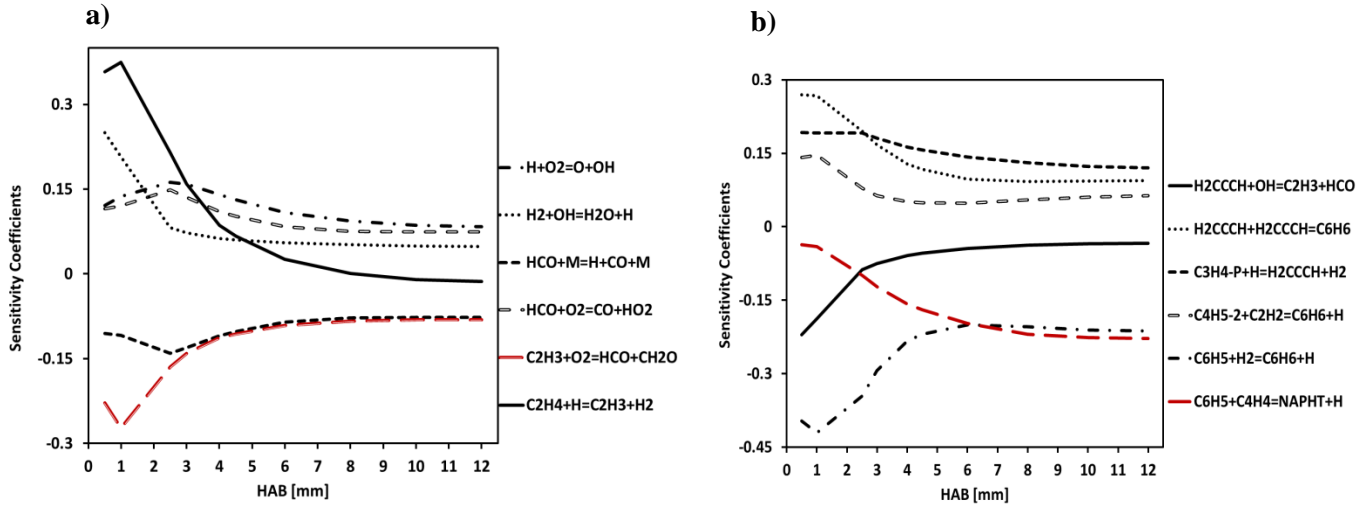 a)
Sensitivity Coefficients
0.3
0.15
0
-0.15
-0.3
0 1 2 3 4 5 6 7 8 9 10 11 12
HAB [mm]
H+O2=O+OH
H2+OH=H2O+H
HCO+M=H+CO+M
HCO+O2=CO+HO2
C2H3+O2=HCO+CH2O
C2H4+H=C2H3+H2
b)
Sensitivity Coefficients
0.3
0.15
0
-0.15
-0.3
-0.45
0 1 2 3 4 5 6 7 8 9 10 11 12
HAB [mm]
H2CCCH+OH=C2H3+HCO
H2CCCH+H2CCCH=C6H6
C3H4-P+H=H2CCCH+H2
C4H5-2+C2H2=C6H6+H
C6H5+H2=C6H6+H
C6H5+C4H4=NAPHT+H